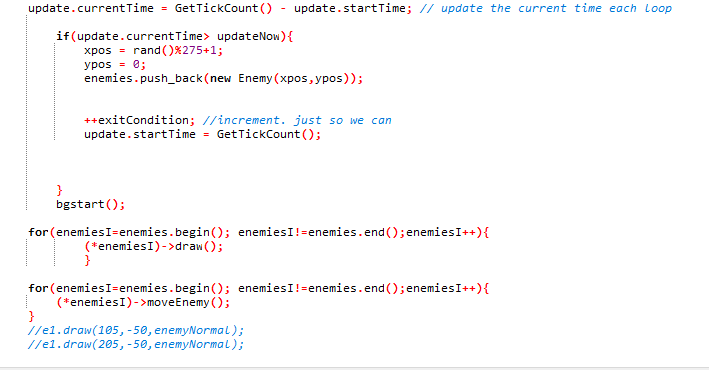 update.currentTime = GetTickCount() - update.startTime; // update the current time each loop
if(update.currentTime> updateNow){
xpos = rand()%275+1;
ypos = 0;
enemies.push_back(new Enemy(xpos,ypos));
++exitCondition; //increment. just so we can
update.startTime = GetTickCount();
}
bgstart();
for(enemiesI=enemies.begin(); enemiesI!=enemies.end();enemiesI++){
(*enemiesI)->draw();
}
for(enemiesI=enemies.begin(); enemiesI!=enemies.end();enemiesI++){
(*enemiesI)->moveEnemy();
}
//e1.draw(105,-50,enemyNormal);
//e1.draw(205,-50,enemyNormal);